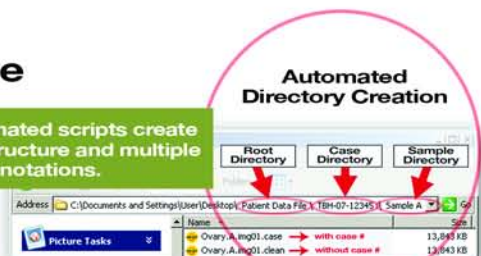 e
Automated
Directory Creation
nated scripts create
ructure and multiple
notations.
Root
Directory
Case
Directory
Sample
Directory
Address C:\Documents and Settings\User\Desktop\ Patient Data File \ TBH-07-12345 \ Sample A Go
Name Size
Picture Tasks
Ovary.A.img01.case with case # 13,843 KB
Ovary.A.img01.clean without case # 13,843 KB